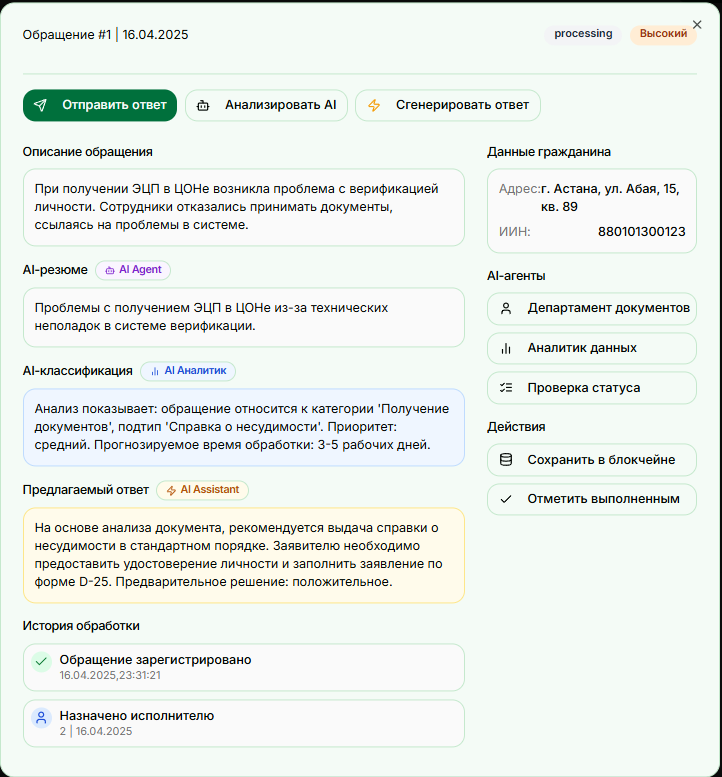 Обращение #1 | 16.04.2025
processing
Высокий
Отправить ответ
Анализировать AI
Сгенерировать ответ
Описание обращения
При получении ЭЦП в ЦОНе возникла проблема с верификацией
личности. Сотрудники отказались принимать документы,
ссылаясь на проблемы в системе.
AI-резюме
AI Agent
Проблемы с получением ЭЦП в ЦОНе из-за технических
неполадок в системе верификации.
AI-классификация
AI Аналитик
Анализ показывает: обращение относится к категории 'Получение
документов', подтип 'Справка о несудимости'. Приоритет:
средний. Прогнозируемое время обработки: 3-5 рабочих дней.
Предлагаемый ответ
AI Assistant
На основе анализа документа, рекомендуется выдача справки о
несудимости в стандартном порядке. Заявителю необходимо
предоставить удостоверение личности и заполнить заявление по
форме D-25. Предварительное решение: положительное.
История обработки
Обращение зарегистрировано
16.04.2025,23:31:21
Назначено исполнителю
2 | 16.04.2025
Данные гражданина
Адрес:г. Астана, ул. Абая, 15,
кв. 89
ИИН: 880101300123
AI-агенты
Департамент документов
Аналитик данных
Проверка статуса
Действия
Сохранить в блокчейне
Отметить выполненным